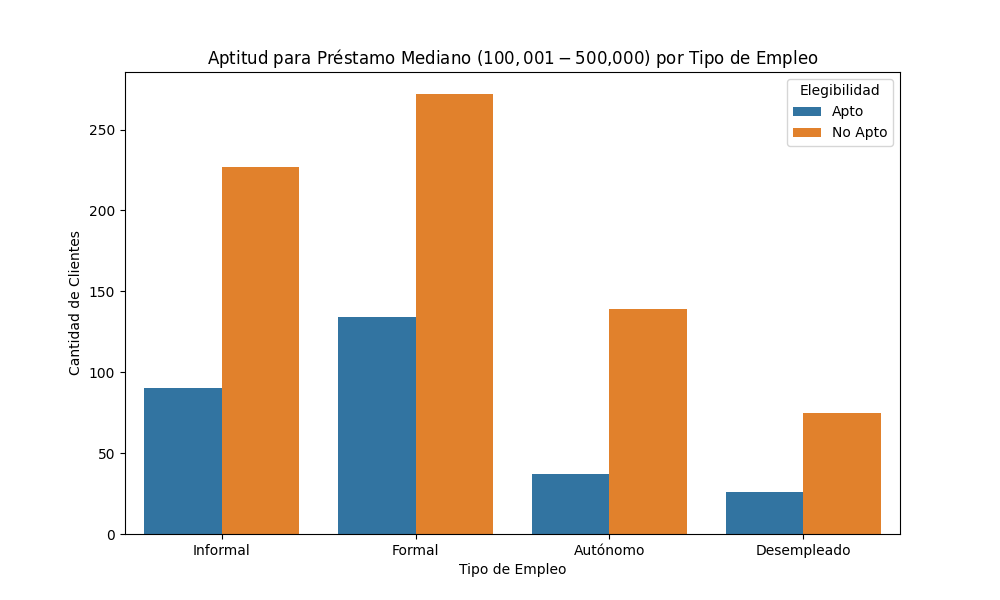 Aptitud para Préstamo Mediano (100,001 − 500,000) por Tipo de Empleo
Elegibilidad
Apto
No Apto
Cantidad de Clientes
250
200
150
100
50
0
Informal
Formal
Autónomo
Desempleado
Tipo de Empleo